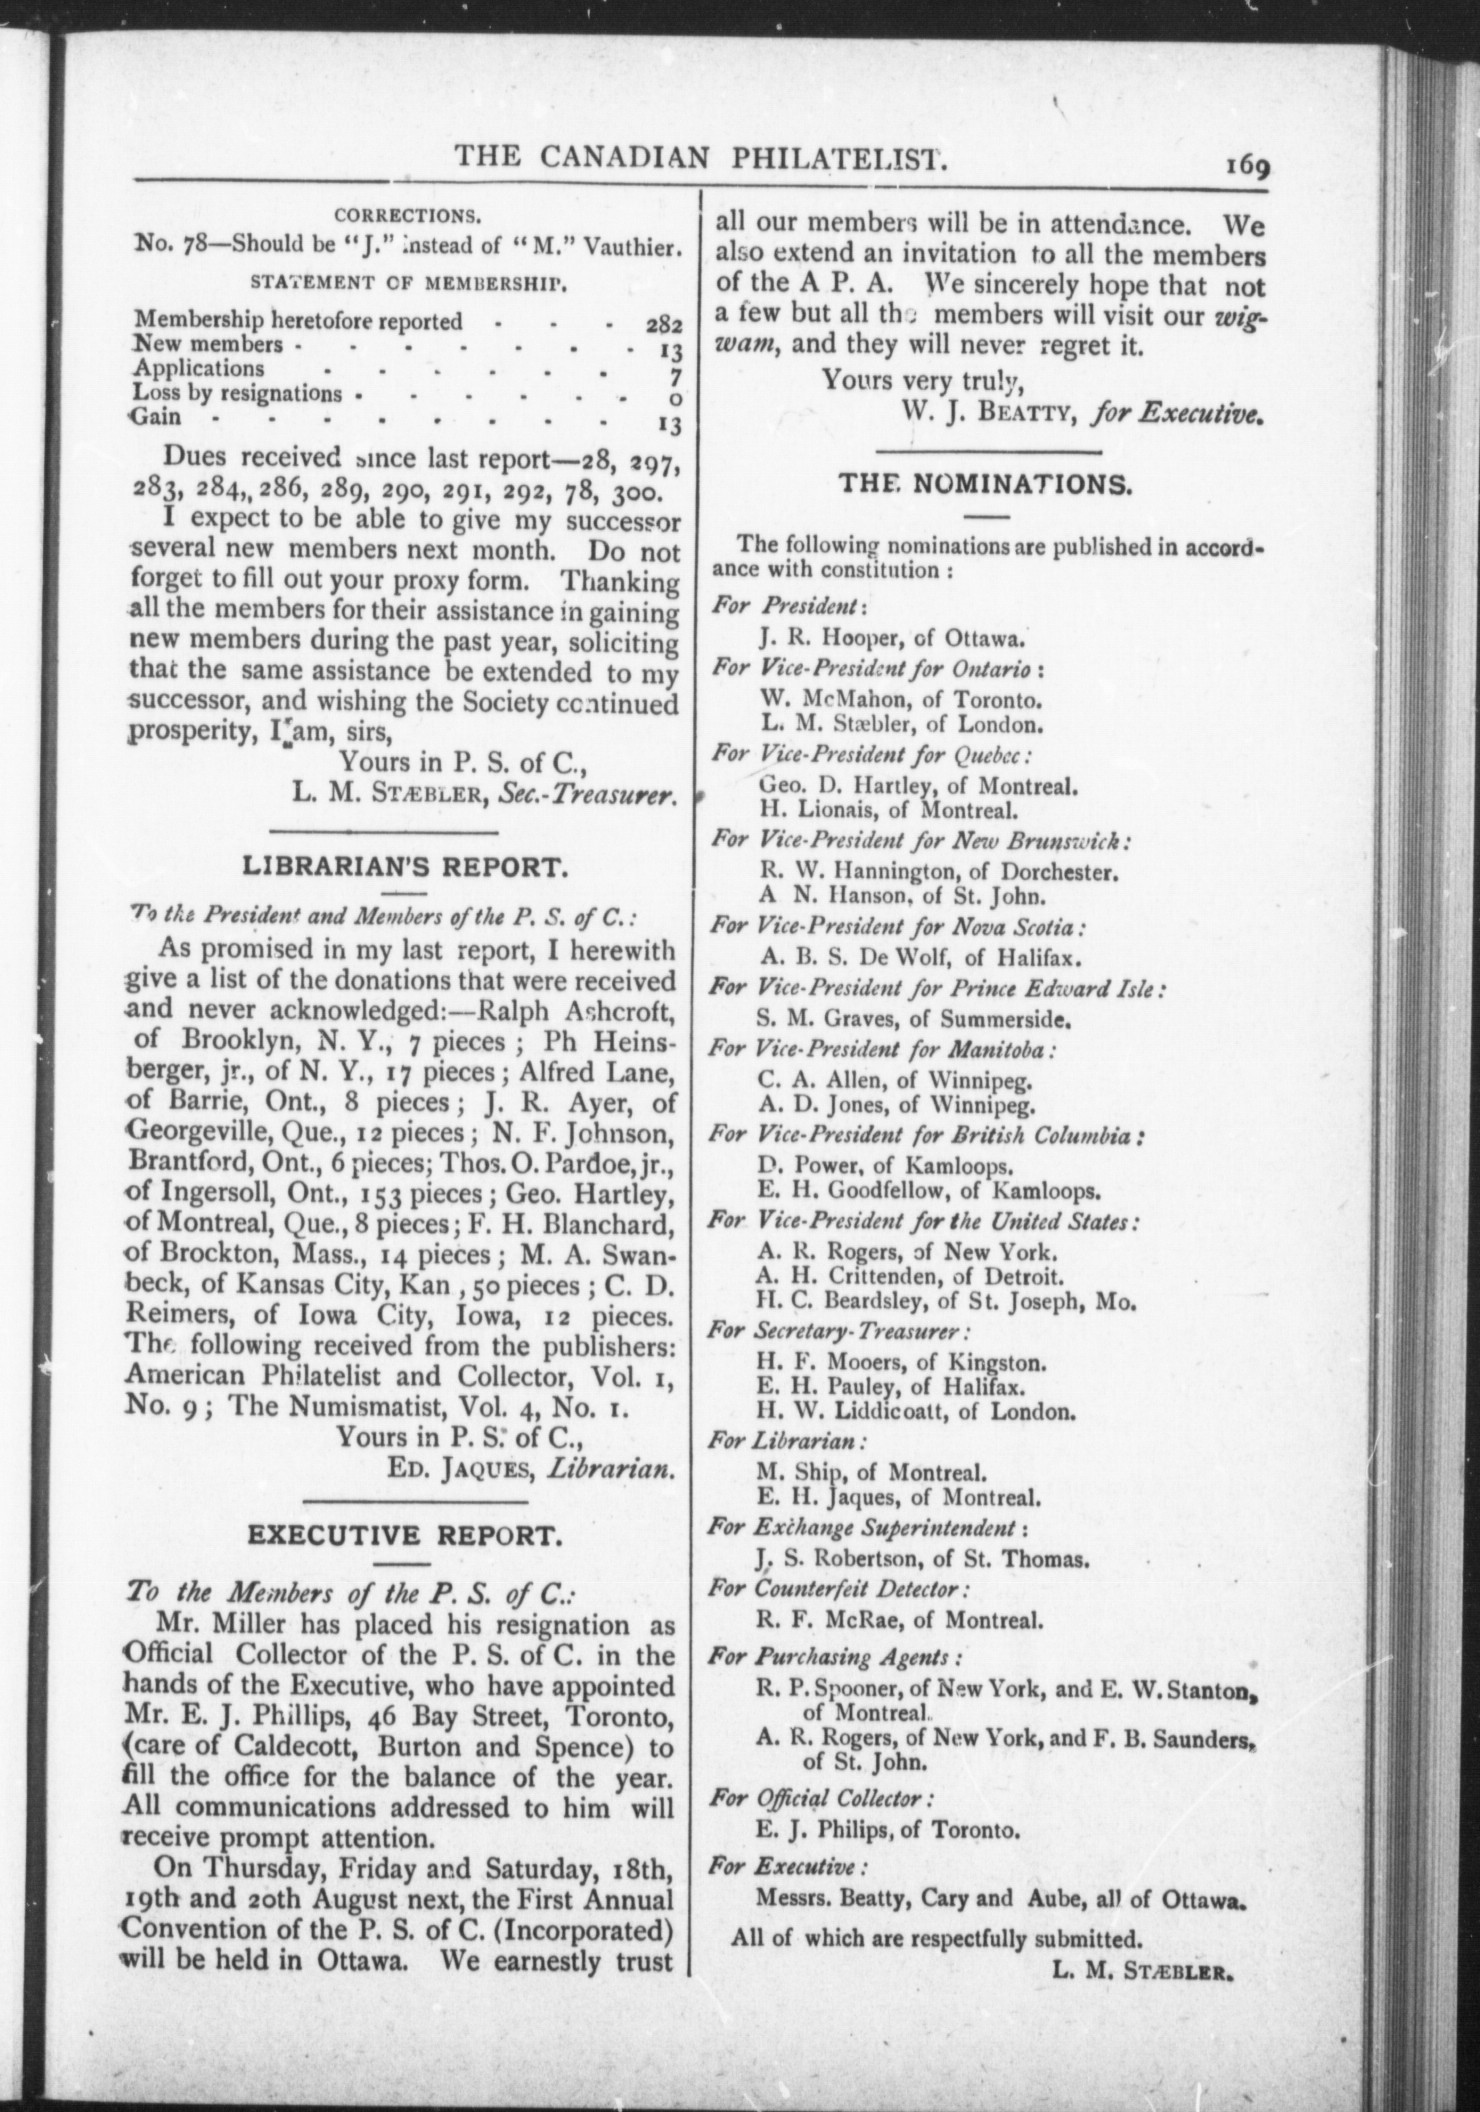 THE CANADIAN PHILATELIST.
169
CORRECTIONS.
No. 78—Should be "J." instead of "M." Vauthier.
STATEMENT OF MEMBERSHIP.
Membership heretofore reported - - - 282
New members - - - - - - - - 13
Applications - - - - - - 7
Loss by resignations - - - - - - 0
Gain - - - - - - - - 13
Dues received since last report—28, 297,
283, 284, 286, 289, 290, 291, 292, 78, 300.
I expect to be able to give my successor
several new members next month. Do not
forget to fill out your proxy form. Thanking
all the members for their assistance in gaining
new members during the past year, soliciting
that the same assistance be extended to my
successor, and wishing the Society continued
prosperity, I am, sirs,
Yours in P. S. of C.,
L. M. STÆBLER, Sec.-Treasurer.
LIBRARIAN'S REPORT.
To the President and Members of the P. S. of C.:
As promised in my last report, I herewith
give a list of the donations that were received
and never acknowledged:—Ralph Ashcroft,
of Brooklyn, N. Y., 7 pieces; Ph Heins-
berger, jr., of N. Y., 17 pieces; Alfred Lane,
of Barrie, Ont., 8 pieces; J. R. Ayer, of
Georgeville, Que., 12 pieces; N. F. Johnson,
Brantford, Ont., 6 pieces; Thos. O. Pardoe, jr.,
of Ingersoll, Ont., 153 pieces; Geo. Hartley,
of Montreal, Que., 8 pieces; F. H. Blanchard,
of Brockton, Mass., 14 pieces; M. A. Swan-
beck, of Kansas City, Kan , 50 pieces; C. D.
Reimers, of Iowa City, Iowa, 12 pieces.
The following received from the publishers:
American Philatelist and Collector, Vol. 1,
No. 9; The Numismatist, Vol. 4, No. 1.
Yours in P. S. of C.,
ED. JAQUES, Librarian.
EXECUTIVE REPORT.
To the Members of the P. S. of C.:
Mr. Miller has placed his resignation as
Official Collector of the P. S. of C. in the
hands of the Executive, who have appointed
Mr. E. J. Phillips, 46 Bay Street, Toronto,
(care of Caldecott, Burton and Spence) to
fill the office for the balance of the year.
All communications addressed to him will
receive prompt attention.
On Thursday, Friday and Saturday, 18th,
19th and 20th August next, the First Annual
Convention of the P. S. of C. (Incorporated)
will be held in Ottawa. We earnestly trust
all our members will be in attendance. We
also extend an invitation to all the members
of the A P. A. We sincerely hope that not
a few but all the members will visit our wig-
wam, and they will never regret it.
Yours very truly,
W. J. BEATTY, for Executive.
THE NOMINATIONS.
The following nominations are published in accord-
ance with constitution :
For President:
J. R. Hooper, of Ottawa.
For Vice-President for Ontario :
W. McMahon, of Toronto.
L. M. Stæbler, of London.
For Vice-President for Quebec:
Geo. D. Hartley, of Montreal.
H. Lionais, of Montreal.
For Vice-President for New Brunswick:
R. W. Hannington, of Dorchester.
A N. Hanson, of St. John.
For Vice-President for Nova Scotia:
A. B. S. De Wolf, of Halifax.
For Vice-President for Prince Edward Isle:
S. M. Graves, of Summerside.
For Vice-President for Manitoba:
C. A. Allen, of Winnipeg.
A. D. Jones, of Winnipeg.
For Vice-President for British Columbia:
D. Power, of Kamloops.
E. H. Goodfellow, of Kamloops.
For Vice-President for the United States:
A. R. Rogers, of New York.
A. H. Crittenden, of Detroit.
H. C. Beardsley, of St. Joseph, Mo.
For Secretary-Treasurer:
H. F. Mooers, of Kingston.
E. H. Pauley, of Halifax.
H. W. Liddicoatt, of London.
For Librarian:
M. Ship, of Montreal.
E. H. Jaques, of Montreal.
For Exchange Superintendent :
J. S. Robertson, of St. Thomas.
For Counterfeit Detector:
R. F. McRae, of Montreal.
For Purchasing Agents :
R. P. Spooner, of New York, and E. W. Stanton,
of Montreal.
A. R. Rogers, of New York, and F. B. Saunders,
of St. John.
For Official Collector:
E. J. Philips, of Toronto.
For Executive:
Messrs. Beatty, Cary and Aube, all of Ottawa.
All of which are respectfully submitted.
L. M. STÆBLER.